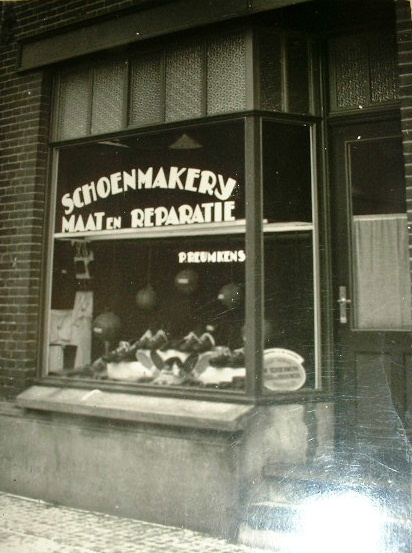 SCHOENMAKERY
MAAT EN REPARATIE
P. REUMKENS